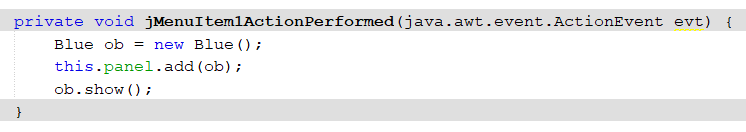 private void jMenuItem1ActionPerformed(java.awt.event.ActionEvent evt) {
    Blue ob = new Blue();
    this.panel.add(ob);
    ob.show();
}